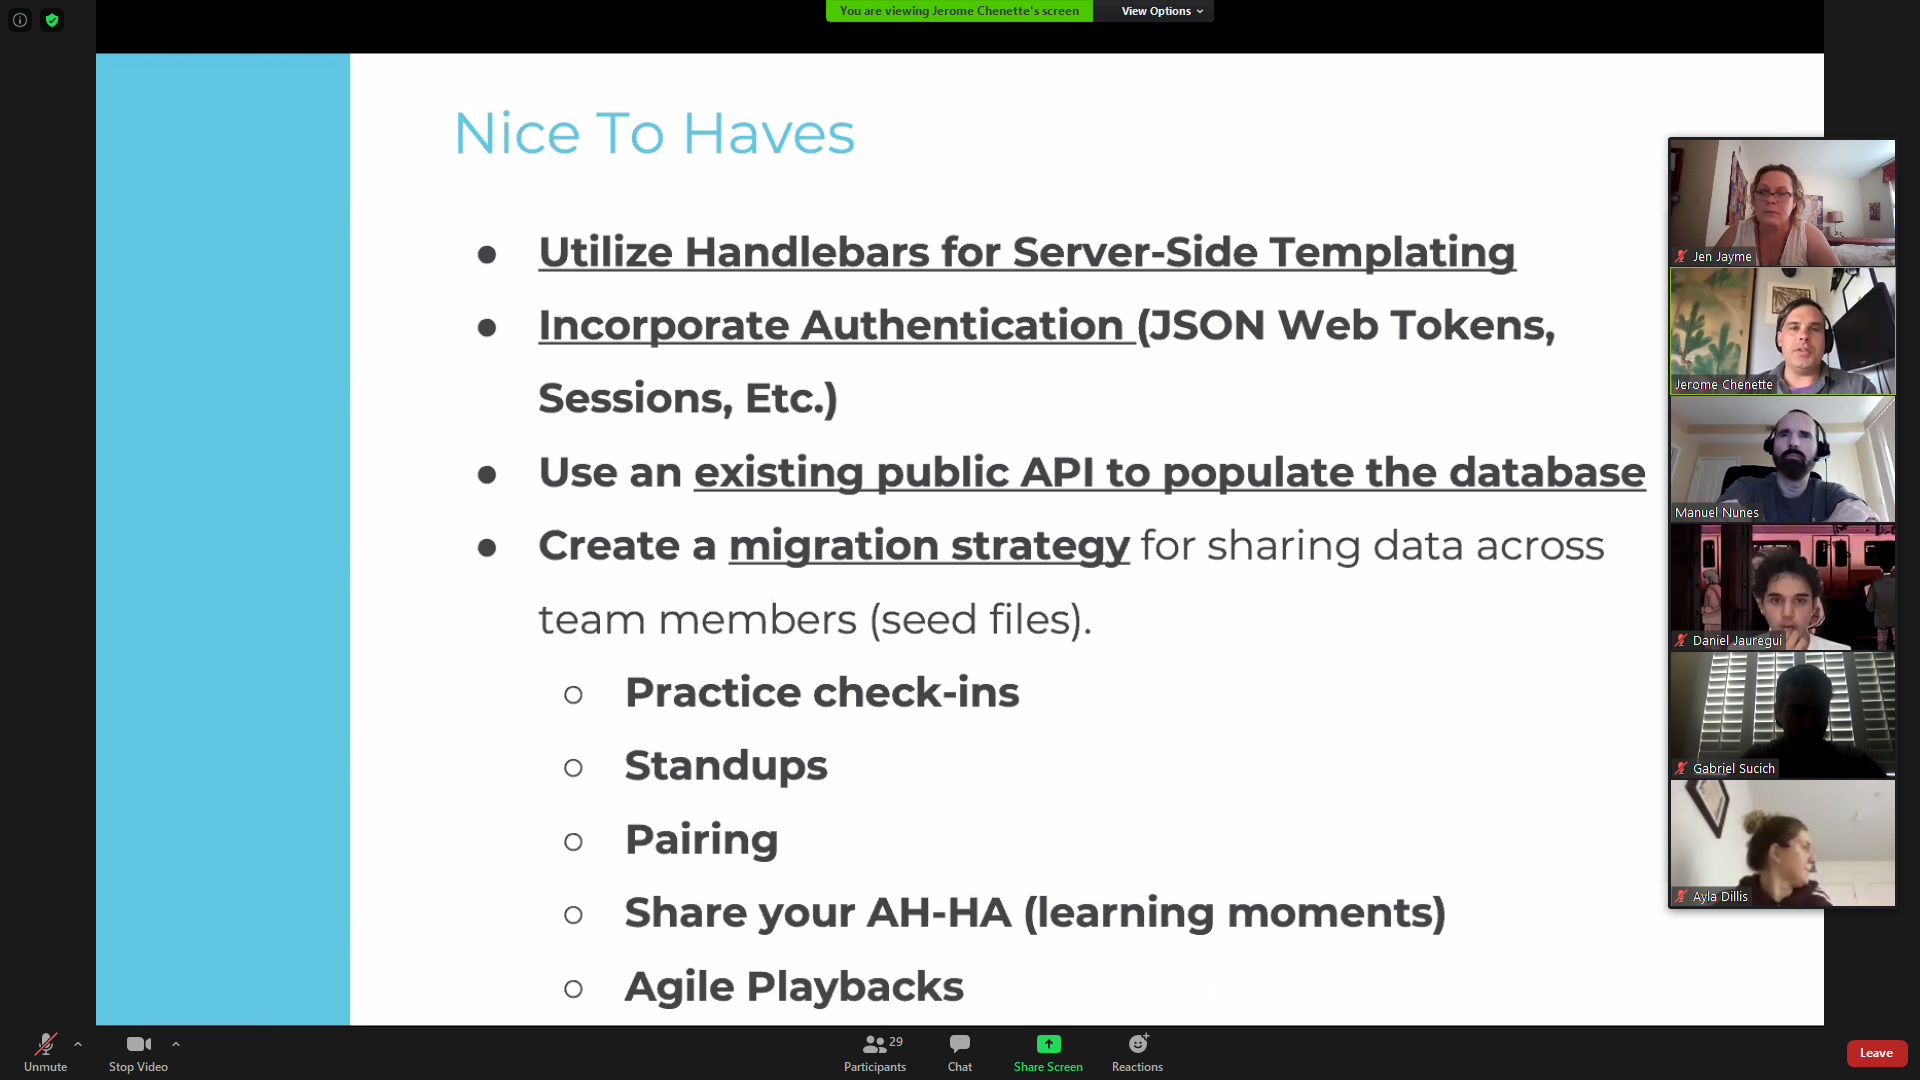 You are viewing Jerome Chenette's screen
View Options
Nice To Haves
● Utilize Handlebars for Server-Side Templating
● Incorporate Authentication (JSON Web Tokens,
Sessions, Etc.)
● Use an existing public API to populate the database
● Create a migration strategy for sharing data across
team members (seed files).
○ Practice check-ins
○ Standups
○ Pairing
○ Share your AH-HA (learning moments)
○ Agile Playbacks
Jen Jayme
Jerome Chenette
Manuel Nunes
Daniel Jauregui
Gabriel Sucich
Ayla Dillis
Unmute
Stop Video
29
Participants
Chat
Share Screen
Reactions
Leave